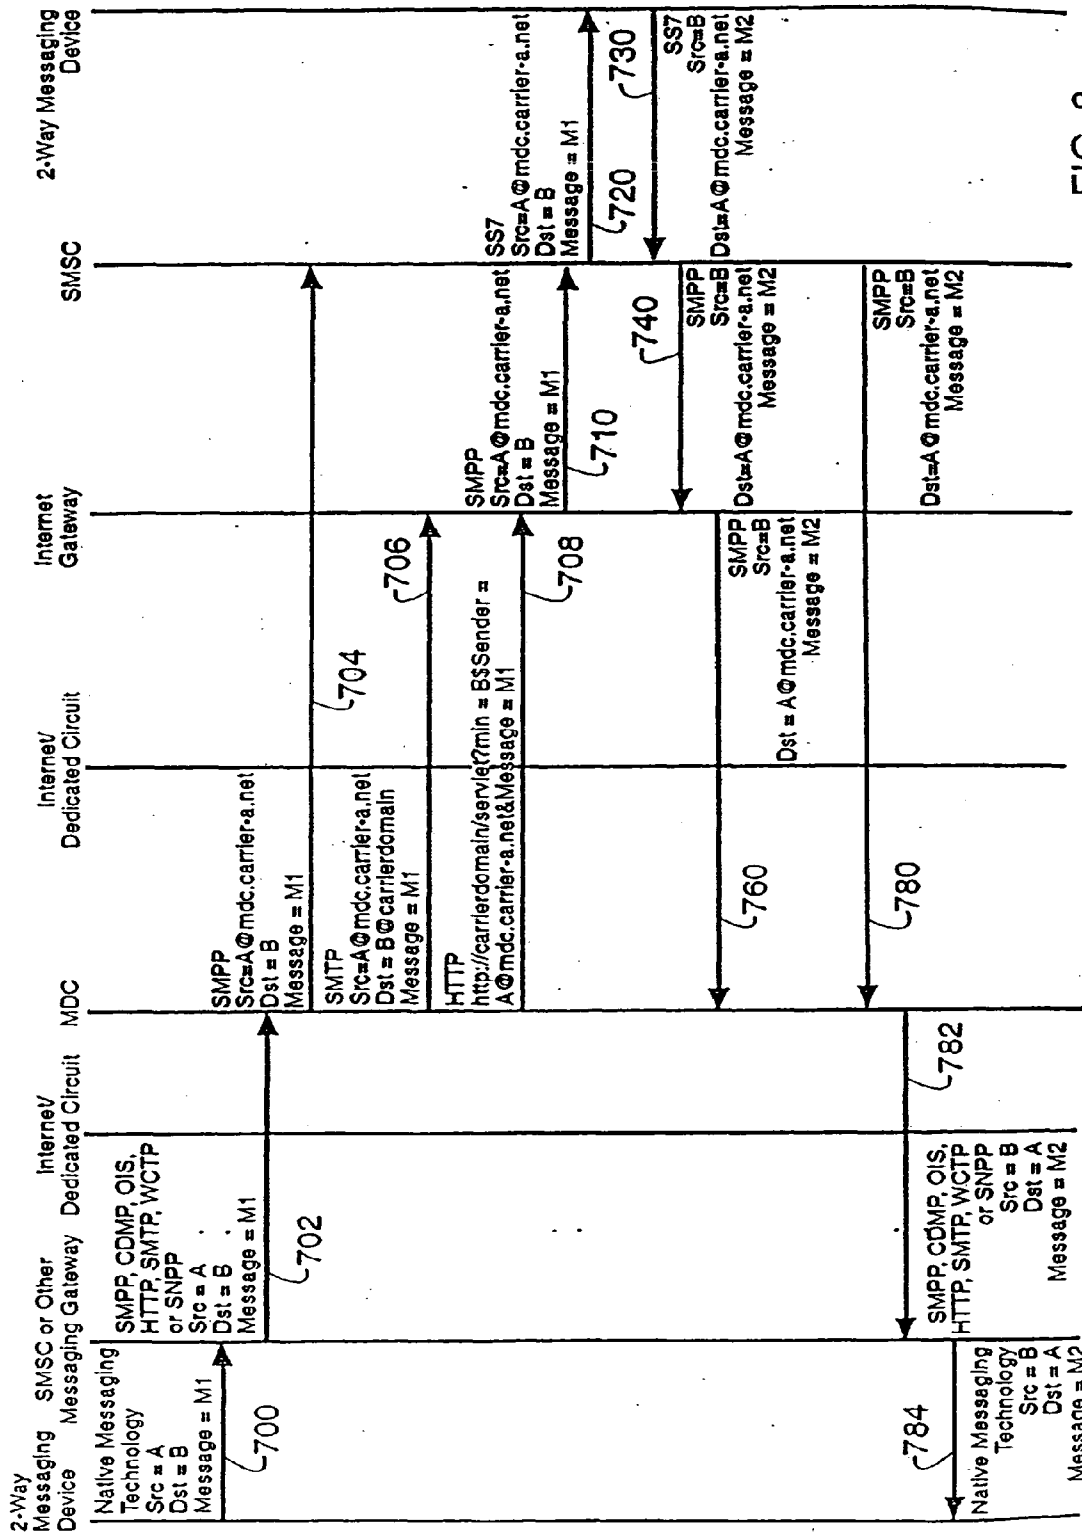 2-Way
Messaging
Device
SMSC or Other
Messaging Gateway
Internet/
Dedicated Circuit
MDC
Internet/
Dedicated Circuit
Internet
Gateway
SMSC
2-Way Messaging
Device
Native Messaging
Technology
Src = A
Dst = B
Message = M1
700
SMPP, CDMP, OIS,
HTTP, SMTP, WCTP
or SNPP
Src = A
Dst = B
Message = M1
702
SMPP
Src=A@mdc.carrier-a.net
Dst = B
Message = M1
704
SMTP
Src=A@mdc.carrier-a.net
Dst = B@carrierdomain
Message = M1
706
HTTP
http://carrierdomain/servlet?min = B$Sender =
A@mdc.carrier-a.net&Message = M1
708
SMPP
Src=A@mdc.carrier-a.net
Dst = B
Message = M1
710
SS7
Src=A@mdc.carrier-a.net
Dst = B
Message = M1
720
730
SS7
Src=B
Dst=A@mdc.carrier-a.net
Message = M2
740
SMPP
Src=B
Dst=A@mdc.carrier-a.net
Message = M2
SMPP
Src=B
Dst = A@mdc.carrier-a.net
Message = M2
760
SMPP
Src=B
Dst=A@mdc.carrier-a.net
Message = M2
780
782
SMPP, CDMP, OIS,
HTTP, SMTP, WCTP
or SNPP
Src = B
Dst = A
Message = M2
784
Native Messaging
Technology
Src = B
Dst = A
Message = M2
FIG.